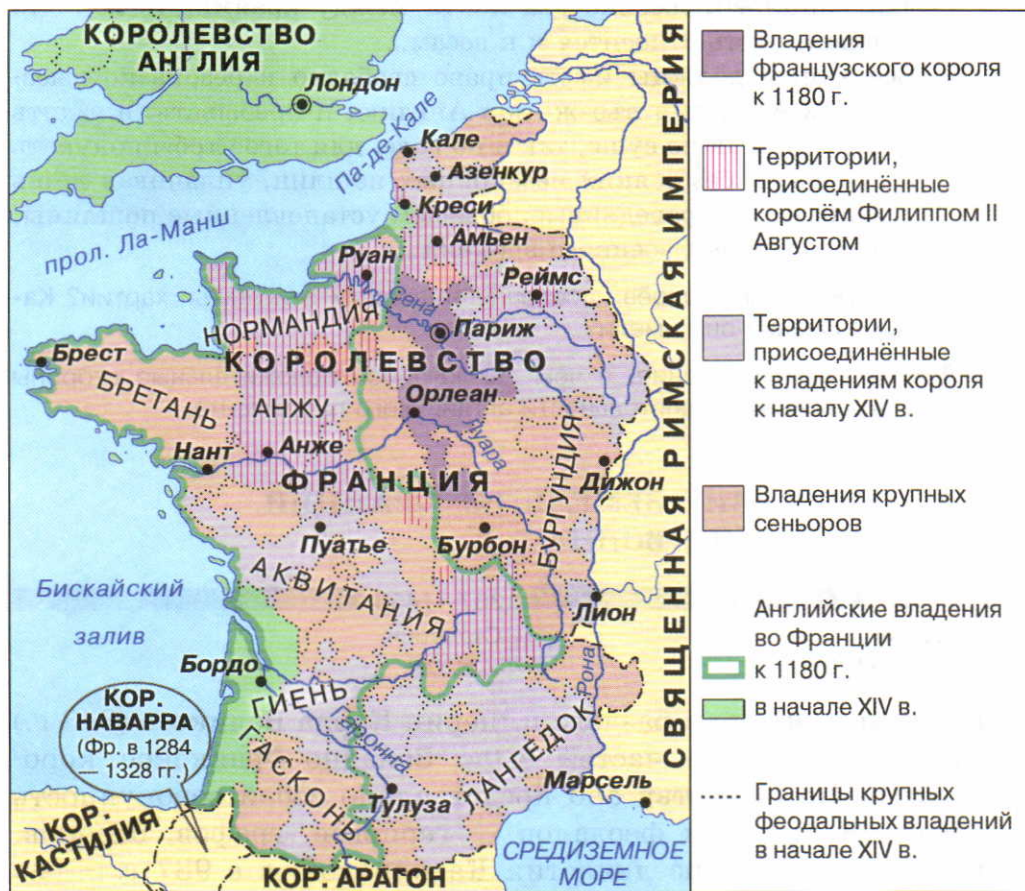 КОРОЛЕВСТВО
АНГЛИЯ
Лондон
Па-де-Кале
Кале
Азенкур
Креси
Амьен
прол. Ла-Манш
Руан
Реймс
Сена
НОРМАНДИЯ
Париж
Брест
КОРОЛЕВСТВО
БРЕТАНЬ
АНЖУ
Орлеан
Луара
Нант
Анже
ФРАНЦИЯ
БУРГУНДИЯ
Дижон
Пуатье
Бурбон
АКВИТАНИЯ
Бискайский
залив
Лион
Бордо
ГИЕНЬ
Рона
КОР.
НАВАРРА
(Фр. в 1284
— 1328 гг.)
Гаронна
ГАСКОНЬ
ЛАНГЕДОК
Тулуза
Марсель
КОР.
КАСТИЛИЯ
КОР. АРАГОН
СРЕДИЗЕМНОЕ
МОРЕ
СВЯЩЕННАЯ РИМСКАЯ ИМПЕРИЯ
Владения
французского короля
к 1180 г.
Территории,
присоединённые
королём Филиппом II
Августом
Территории,
присоединённые
к владениям короля
к началу XIV в.
Владения крупных
сеньоров
Английские владения
во Франции
к 1180 г.
в начале XIV в.
Границы крупных
феодальных владений
в начале XIV в.